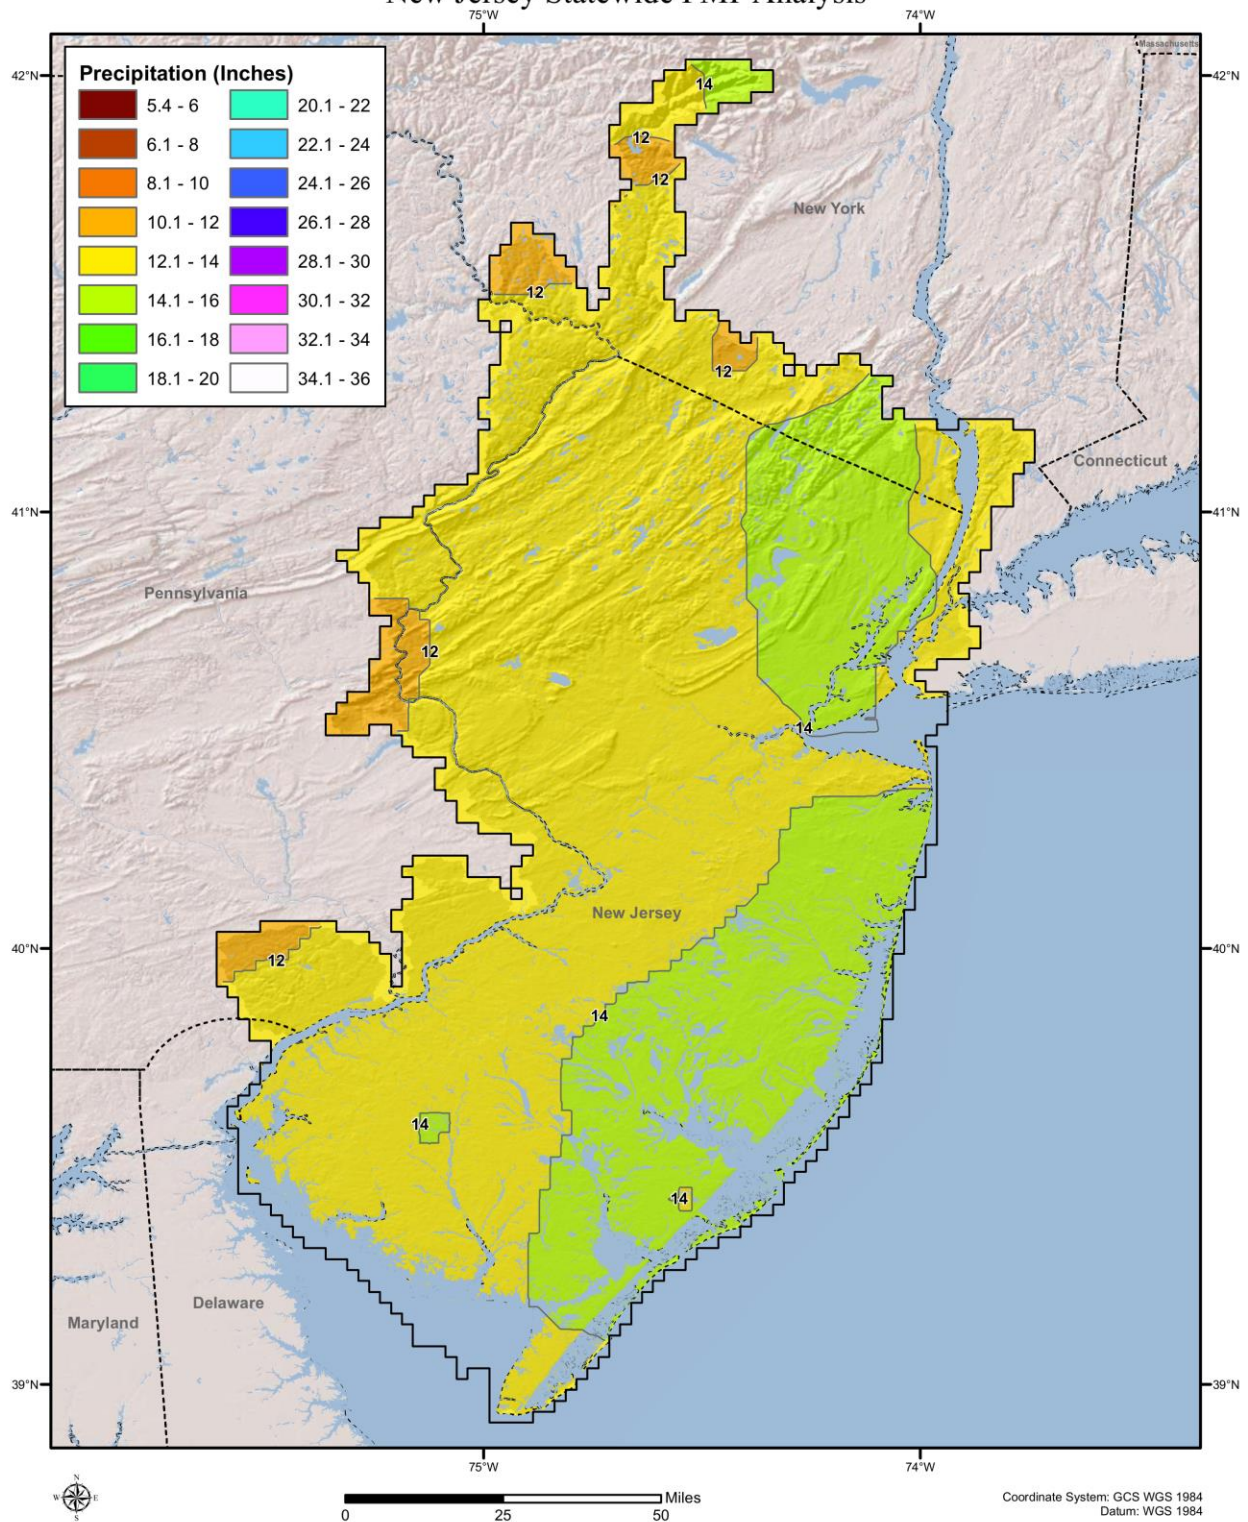 New Jersey Statewide PMP Analysis
75°W
74°W
Massachusetts
42°N
42°N
Precipitation (Inches)
5.4 - 6
20.1 - 22
6.1 - 8
22.1 - 24
8.1 - 10
24.1 - 26
10.1 - 12
26.1 - 28
12.1 - 14
28.1 - 30
14.1 - 16
30.1 - 32
16.1 - 18
32.1 - 34
18.1 - 20
34.1 - 36
14
12
12
New York
12
12
Connecticut
41°N
41°N
Pennsylvania
12
14
New Jersey
40°N
40°N
12
14
14
14
Delaware
Maryland
39°N
39°N
75°W
74°W
N
W
E
S
Miles
0
25
50
Coordinate System: GCS WGS 1984
Datum: WGS 1984